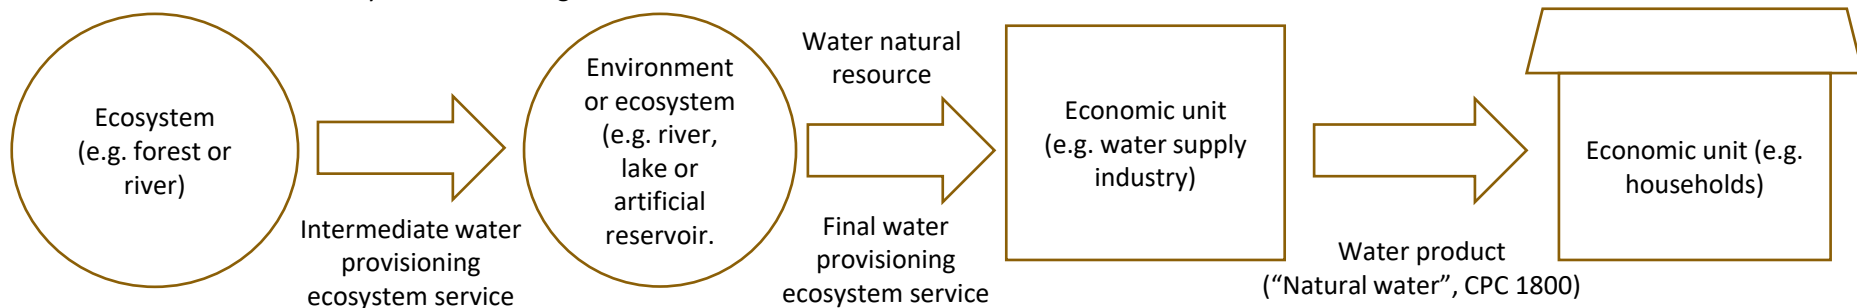 Ecosystem
(e.g. forest or
river)
Intermediate water
provisioning
ecosystem service
Environment
or ecosystem
(e.g. river,
lake or
artificial
reservoir.
Water natural
resource
Final water
provisioning
ecosystem service
Economic unit
(e.g. water supply
industry)
Water product
(“Natural water”, CPC 1800)
Economic unit (e.g.
households)